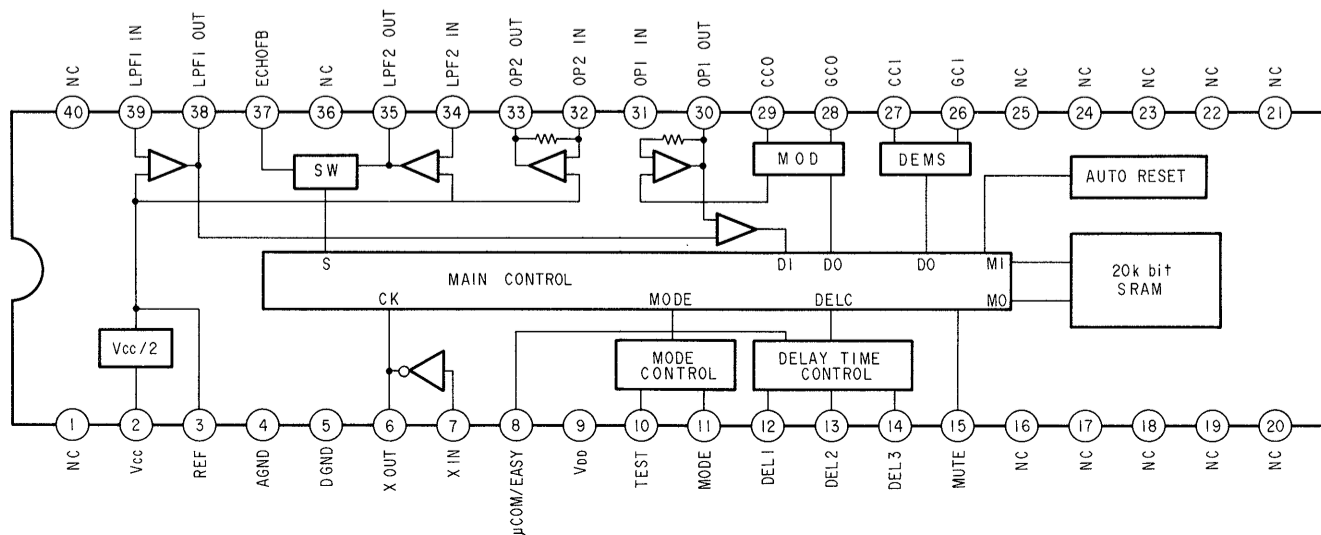 NC
LPF1 IN
LPF1 OUT
ECHOFB
NC
LPF2 OUT
LPF2 IN
OP2 OUT
OP2 IN
OP1 IN
OP1 OUT
CC0
GC0
CC1
GC1
NC
NC
NC
NC
NC
40 39 38 37 36 35 34 33 32 31 30 29 28 27 26 25 24 23 22 21
SW
MOD
DEMS
AUTO RESET
S
DI
DO
DO
MI
MAIN CONTROL
20k bit
SRAM
CK
MODE
DELC
MO
Vcc/2
MODE
CONTROL
DELAY TIME
CONTROL
1 2 3 4 5 6 7 8 9 10 11 12 13 14 15 16 17 18 19 20
NC
Vcc
REF
AGND
DGND
X OUT
X IN
μCOM/EASY
VDD
TEST
MODE
DEL1
DEL2
DEL3
MUTE
NC
NC
NC
NC
NC